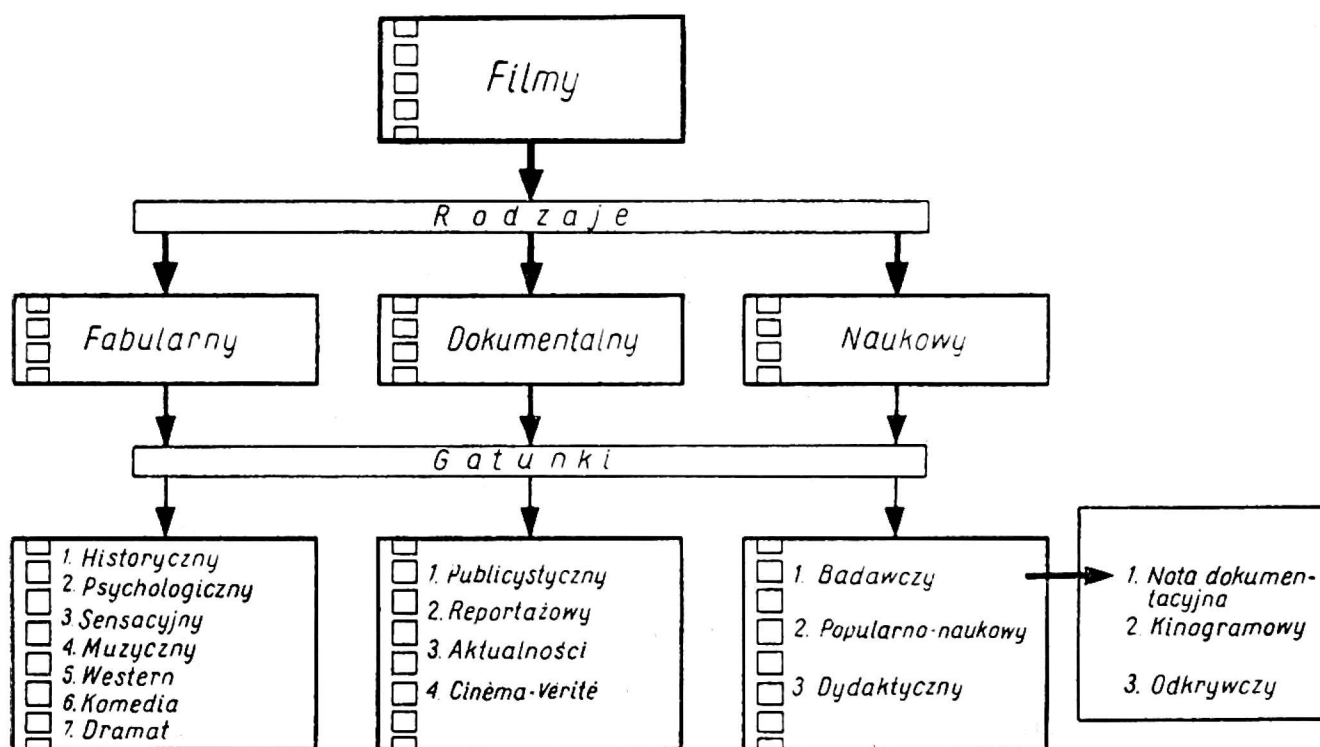 Filmy
Rodzaje
Fabularny
Dokumentalny
Naukowy
Gatunki
1. Historyczny
2. Psychologiczny
3. Sensacyjny
4. Muzyczny
5. Western
6. Komedia
7. Dramat
1. Publicystyczny
2. Reportażowy
3. Aktualności
4. Cinéma-Vérité
1. Badawczy
2. Popularno-naukowy
3 Dydaktyczny
1. Nota dokumen-
tacyjna
2. Kinogramowy
3. Odkrywczy